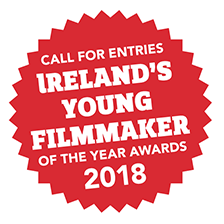 CALL FOR ENTRIES
IRELAND'S
YOUNG
FILMMAKER
OF THE YEAR AWARDS
2018